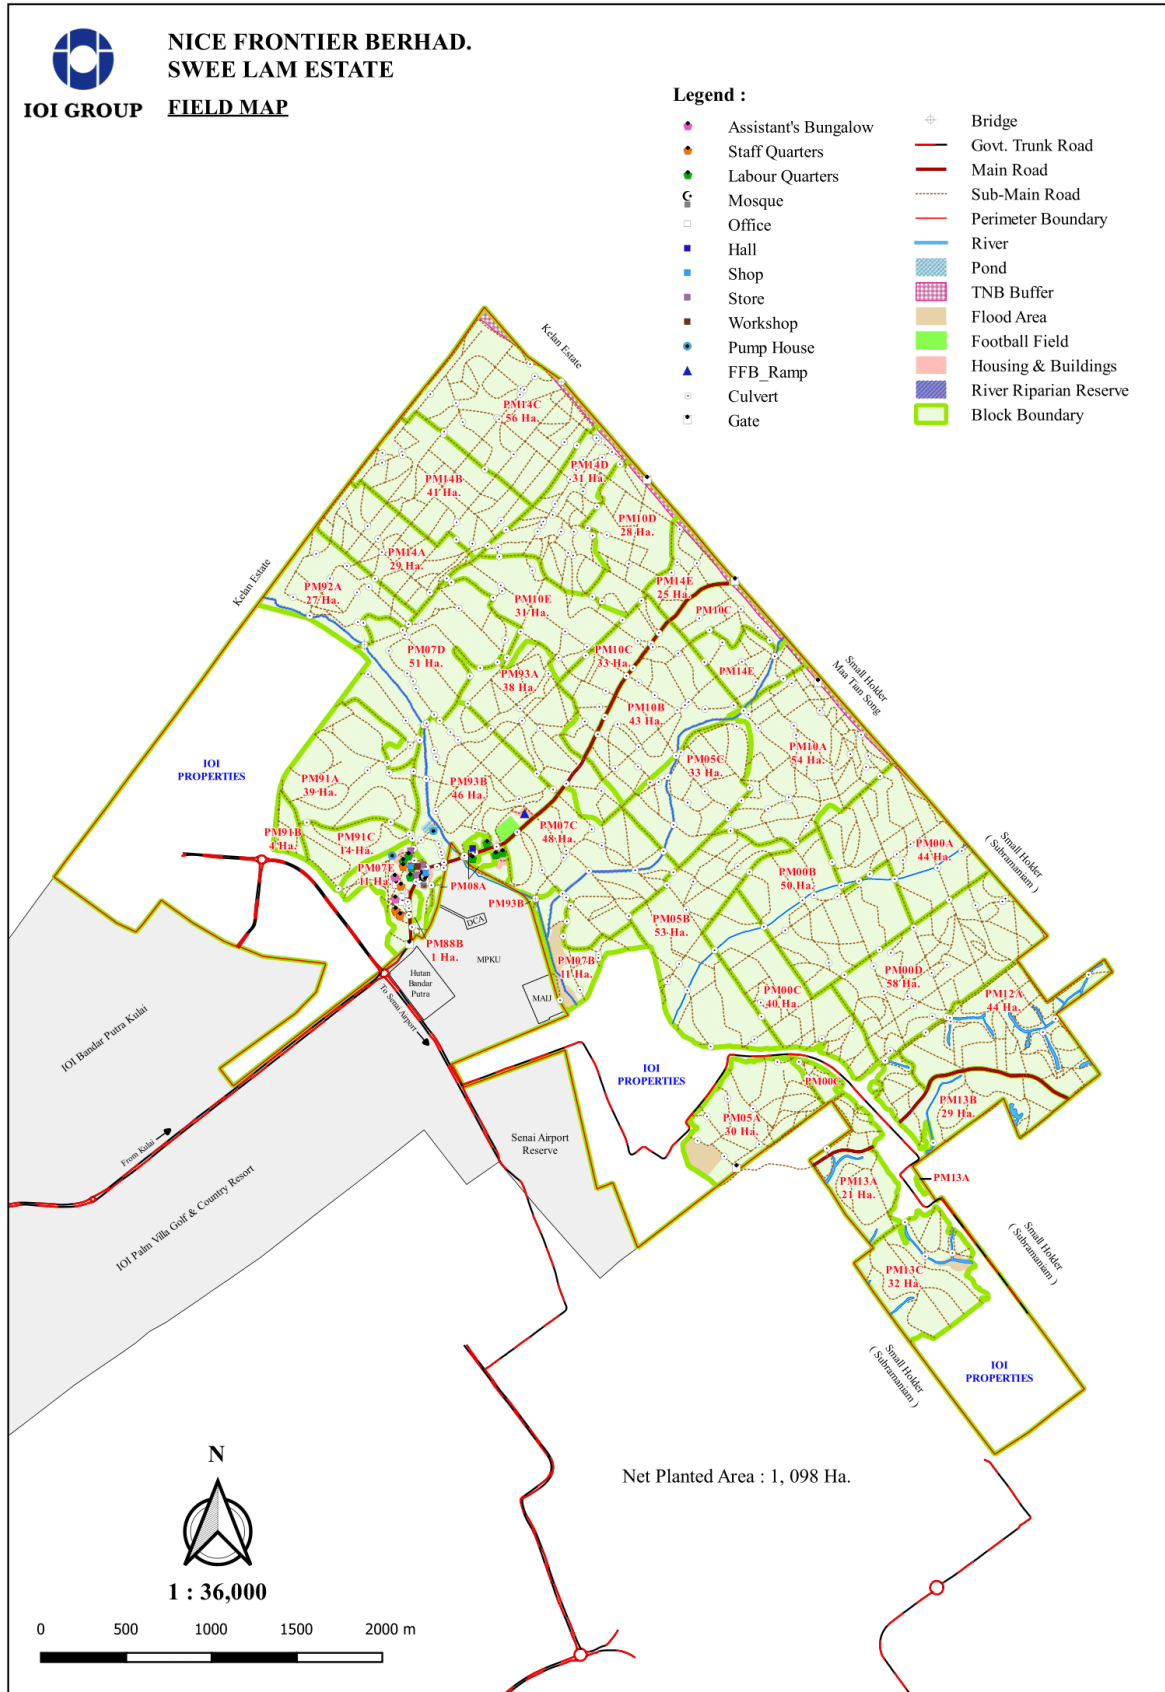 NICE FRONTIER BERHAD.
SWEE LAM ESTATE
IOI GROUP
FIELD MAP
Legend :
Assistant's Bungalow
Staff Quarters
Labour Quarters
Mosque
Office
Hall
Shop
Store
Workshop
Pump House
FFB_Ramp
Culvert
Gate
Bridge
Govt. Trunk Road
Main Road
Sub-Main Road
Perimeter Boundary
River
Pond
TNB Buffer
Flood Area
Football Field
Housing & Buildings
River Riparian Reserve
Block Boundary
Kelan Estate
PM14C
56 Ha.
PM14D
31 Ha.
PM14B
41 Ha.
PM10D
28 Ha.
PM14A
29 Ha.
Kelan Estate
PM92A
27 Ha.
PM14E
25 Ha.
PM10E
31 Ha.
PM10C
PM07D
51 Ha.
PM10C
33 Ha.
PM93A
38 Ha.
PM14E
Small Holder
Maa Tian Song
PM10B
43 Ha.
PM10A
54 Ha.
PM05C
33 Ha.
IOI
PROPERTIES
PM91A
39 Ha.
PM93B
46 Ha.
PM91B
4 Ha.
PM91C
14 Ha.
PM07C
48 Ha.
PM00A
44 Ha.
Small Holder
( Subramaniam )
PM07E
11 Ha.
PM08A
PM00B
50 Ha.
PM93B
DCA
PM05B
53 Ha.
PM88B
1 Ha.
MPKU
PM07B
11 Ha.
Hutan
Bandar
Putra
MAIJ
PM00D
58 Ha.
PM00C
40 Ha.
PM12A
44 Ha.
To Senai Airport
IOI Bandar Putra Kulai
IOI
PROPERTIES
PM00C
PM13B
29 Ha.
PM05A
30 Ha.
From Kulai
Senai Airport
Reserve
PM13A
21 Ha.
PM13A
IOI Palm Villa Golf & Country Resort
Small Holder
( Subramaniam )
PM13C
32 Ha.
Small Holder
( Subramaniam )
IOI
PROPERTIES
N
Net Planted Area : 1, 098 Ha.
1 : 36,000
0 500 1000 1500 2000 m